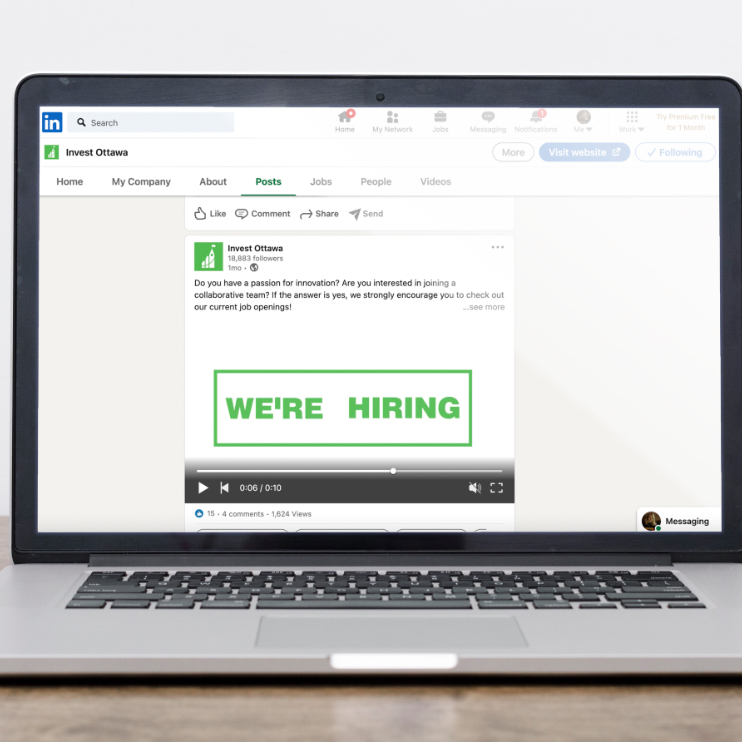 in
Search
Home
My Network
Jobs
Messaging
Notifications
Me
Work
Try Premium Free
for 1 Month
Invest Ottawa
More
Visit website
Following
Home
My Company
About
Posts
Jobs
People
Videos
Like
Comment
Share
Send
Invest Ottawa
18,883 followers
1mo •
Do you have a passion for innovation? Are you interested in joining a
collaborative team? If the answer is yes, we strongly encourage you to check out
our current job openings!
...see more
WE'RE HIRING
0:06 / 0:10
15 • 4 comments • 1,624 Views
Messaging